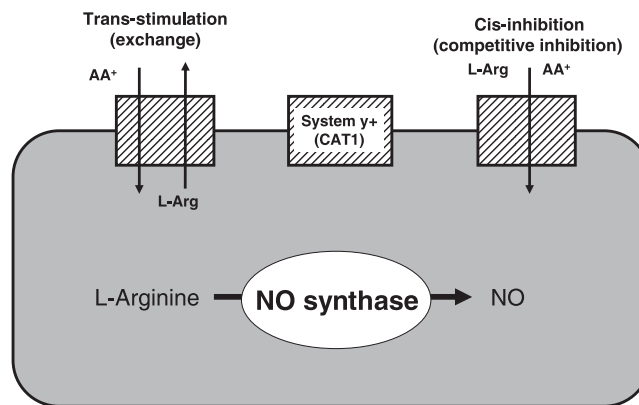 Trans-stimulation
(exchange)
Cis-inhibition
(competitive inhibition)
AA⁺
L-Arg AA⁺
System y+
(CAT1)
L-Arg
L-Arginine NO synthase NO